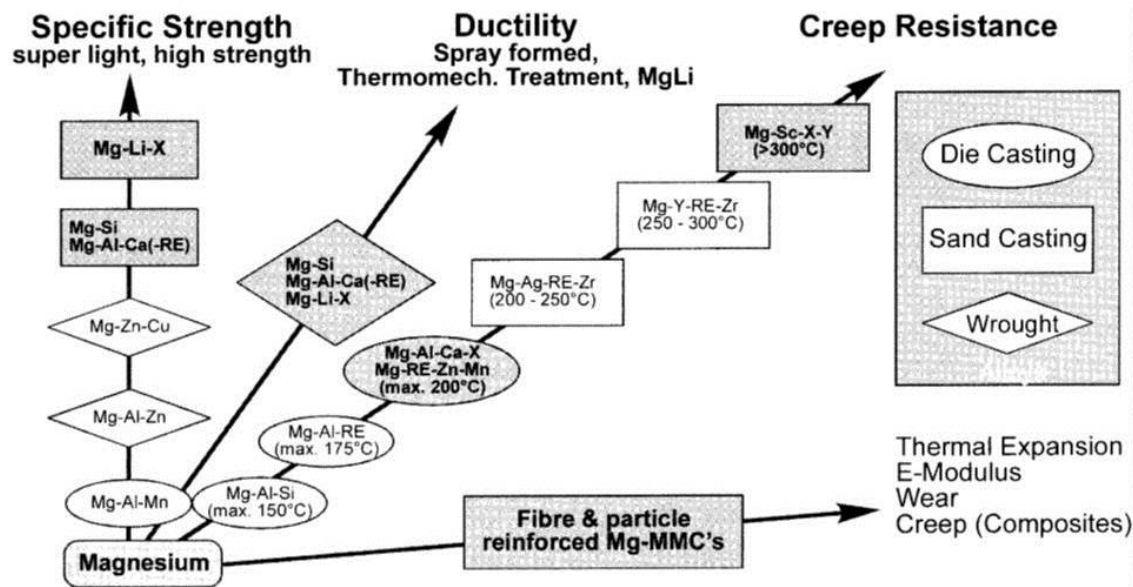 Specific Strength
super light, high strength
Ductility
Spray formed,
Thermomech. Treatment, MgLi
Creep Resistance
Mg-Li-X
Mg-Si
Mg-Al-Ca(-RE)
Mg-Zn-Cu
Mg-Al-Zn
Mg-Al-Mn
Magnesium
Mg-Si
Mg-Al-Ca(-RE)
Mg-Li-X
Mg-Al-Si
(max. 150°C)
Mg-Al-RE
(max. 175°C)
Mg-Al-Ca-X
Mg-RE-Zn-Mn
(max. 200°C)
Mg-Ag-RE-Zr
(200 - 250°C)
Mg-Y-RE-Zr
(250 - 300°C)
Mg-Sc-X-Y
(>300°C)
Die Casting
Sand Casting
Wrought
Fibre & particle
reinforced Mg-MMC's
Thermal Expansion
E-Modulus
Wear
Creep (Composites)